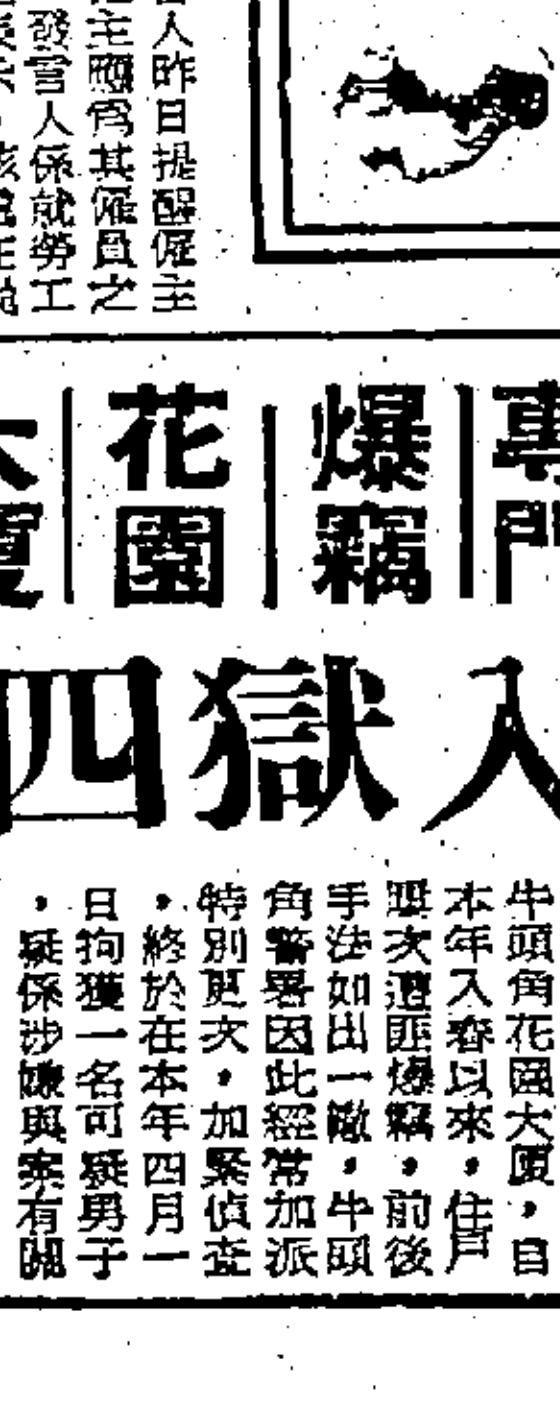 人昨日提醒僱主
主願為其僱員之
發言人係就勞工
專門
爆竊
花園
大廈
入獄四
牛頭角花園大廈，自
本年入春以來，住戶
屢次遭匪爆竊，前後
手法如出一轍，牛頭
角警署因此經常加派
特別更次，加緊偵查
，終於在本年四月一
日拘獲一名可疑男子
，疑係涉嫌與案有關